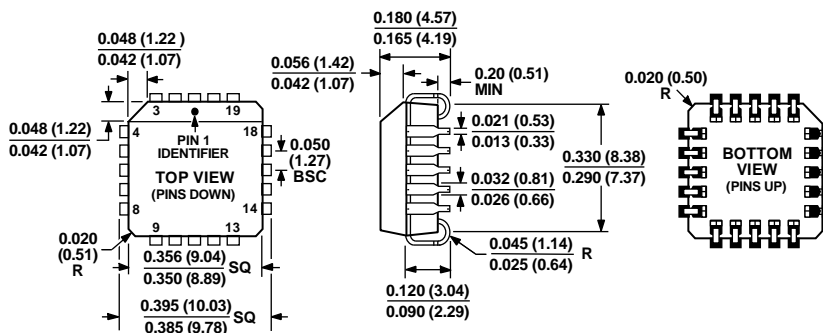 0.048 (1.22 )
0.042 (1.07)
0.048 (1.22)
0.042 (1.07)
3
19
4
18
PIN 1
IDENTIFIER
TOP VIEW
(PINS DOWN)
8
14
9
13
0.050
(1.27)
BSC
0.020
(0.51)
R
0.356 (9.04)
0.350 (8.89)
SQ
0.395 (10.03)
0.385 (9.78)
SQ
0.180 (4.57)
0.165 (4.19)
0.056 (1.42)
0.042 (1.07)
0.20 (0.51)
MIN
0.021 (0.53)
0.013 (0.33)
0.032 (0.81)
0.026 (0.66)
0.330 (8.38)
0.290 (7.37)
0.045 (1.14)
0.025 (0.64)
R
0.120 (3.04)
0.090 (2.29)
0.020 (0.50)
R
BOTTOM
VIEW
(PINS UP)